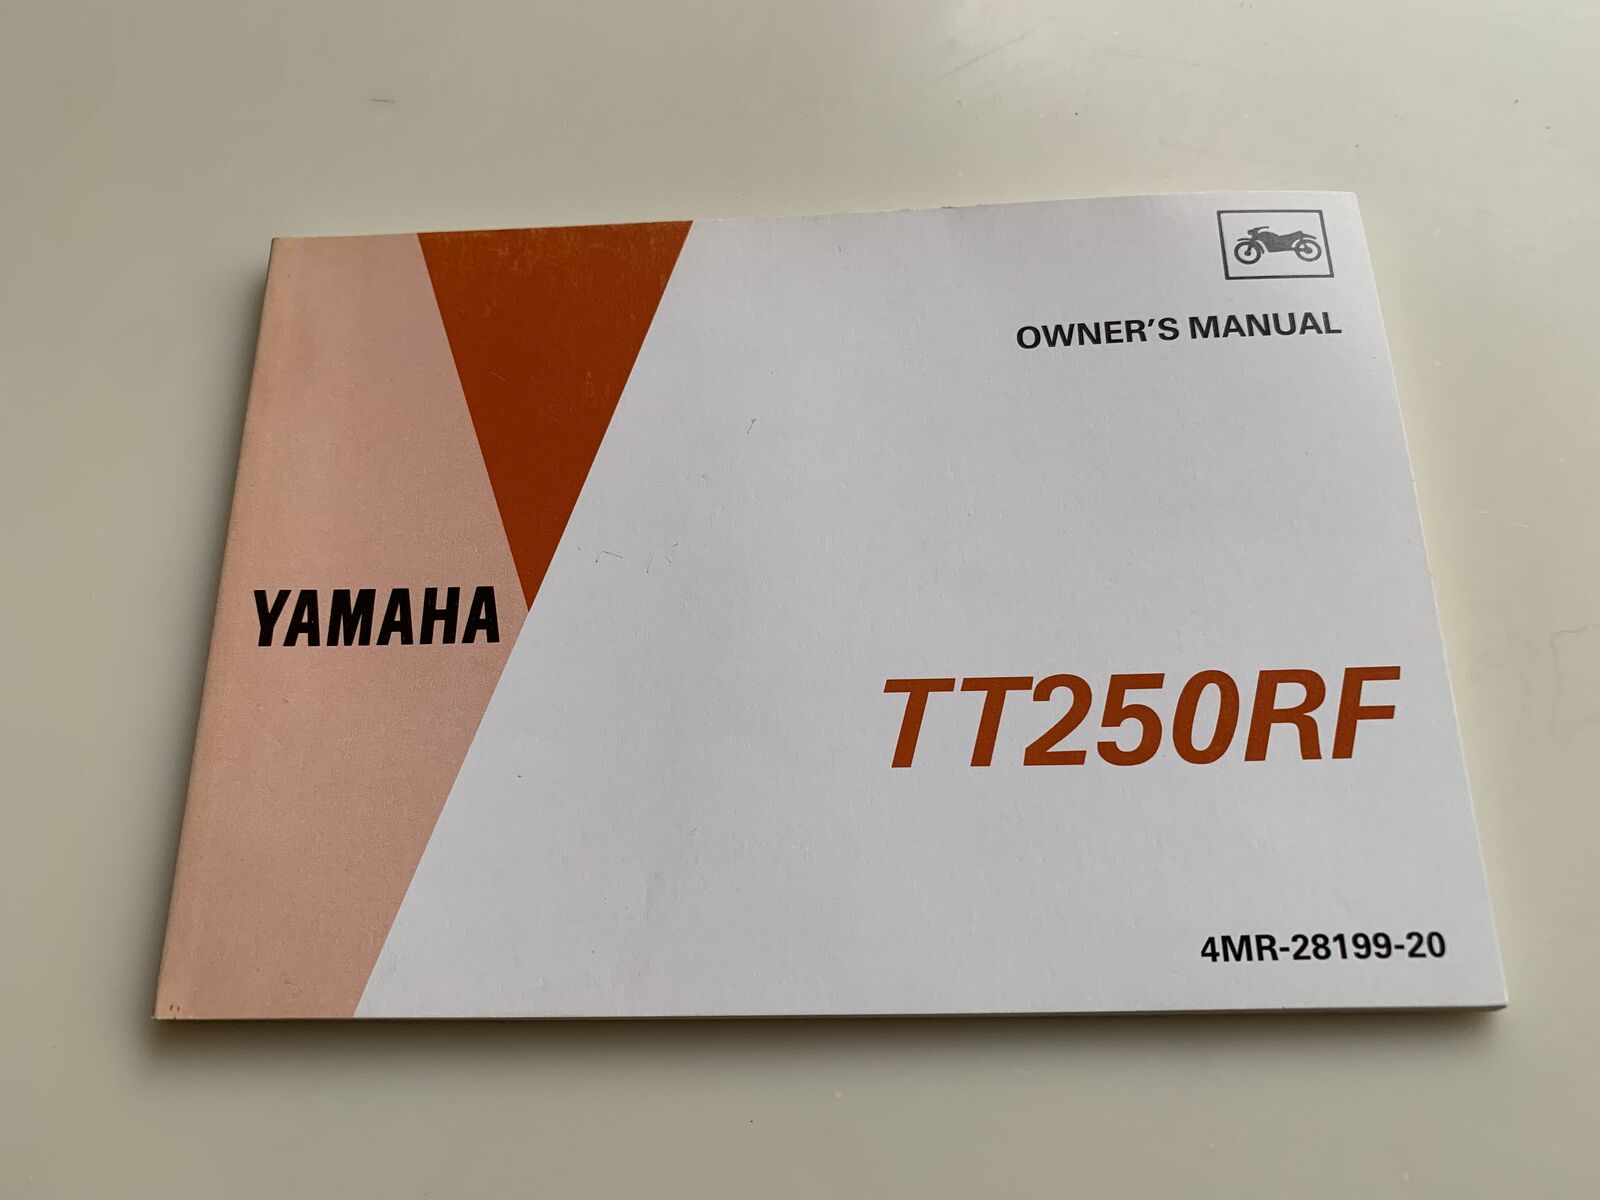 OWNER'S MANUAL
YAMAHA
TT250RF
4MR-28199-20